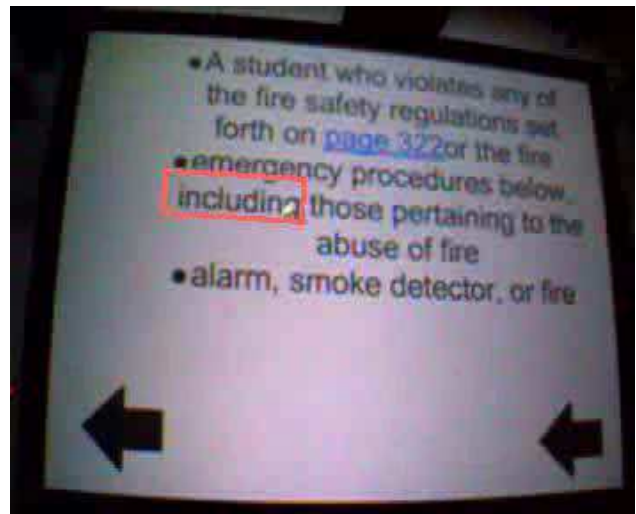 •A student who violates any of
the fire safety regulations set
forth on page 322or the fire
•emergency procedures below,
including those pertaining to the
abuse of fire
•alarm, smoke detector, or fire